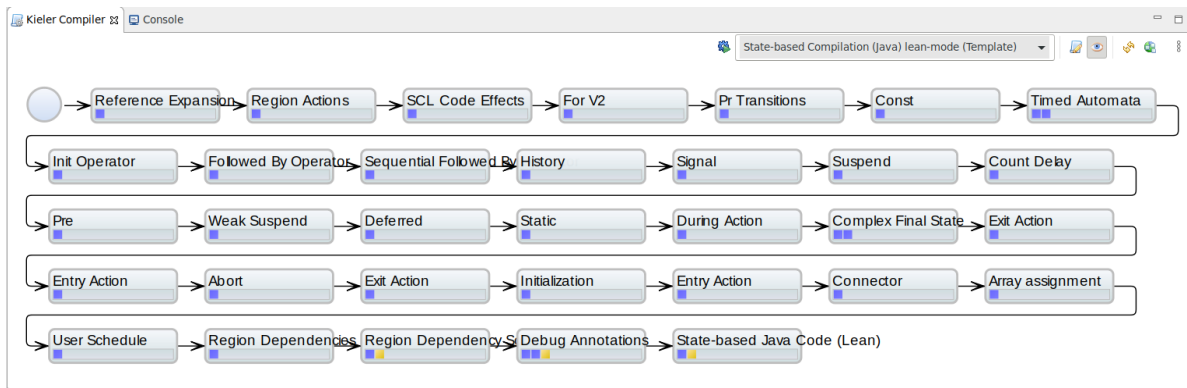 Kieler Compiler Console
State-based Compilation (Java) lean-mode (Template)
Reference Expansion Region Actions SCL Code Effects For V2 Pr Transitions Const Timed Automata
Init Operator Followed By Operator Sequential Followed By History Signal Suspend Count Delay
Pre Weak Suspend Deferred Static During Action Complex Final State Exit Action
Entry Action Abort Exit Action Initialization Entry Action Connector Array assignment
User Schedule Region Dependencies Region Dependency Debug Annotations State-based Java Code (Lean)